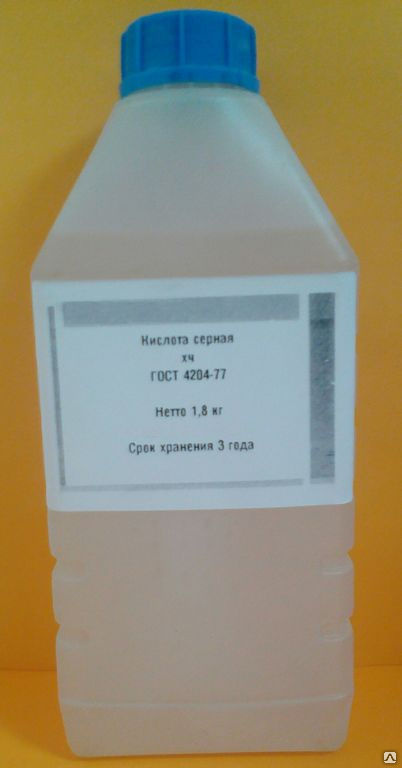 Кислота серная
хч
ГОСТ 4204-77
Нетто 1,8 кг
Срок хранения 3 года